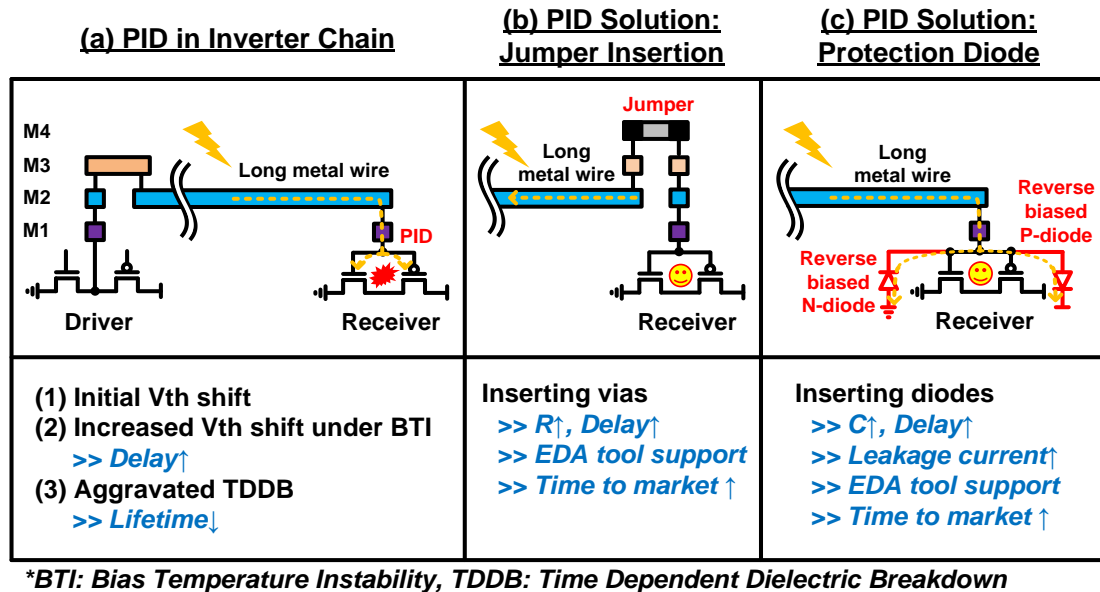 (a) PID in Inverter Chain
(b) PID Solution:
Jumper Insertion
(c) PID Solution:
Protection Diode
M4
M3
M2
M1
Long metal wire
PID
Driver
Receiver
Jumper
Long
metal wire
Receiver
Long
metal wire
Reverse
biased
P-diode
Reverse
biased
N-diode
Receiver
(1) Initial Vth shift
(2) Increased Vth shift under BTI
>> Delay↑
(3) Aggravated TDDB
>> Lifetime↓
Inserting vias
>> R↑, Delay↑
>> EDA tool support
>> Time to market ↑
Inserting diodes
>> C↑, Delay↑
>> Leakage current↑
>> EDA tool support
>> Time to market ↑
*BTI: Bias Temperature Instability, TDDB: Time Dependent Dielectric Breakdown